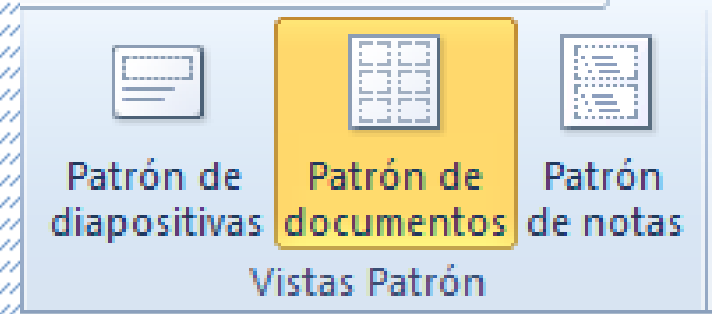 Patrón de
diapositivas
Patrón de
documentos
Patrón
de notas
Vistas Patrón